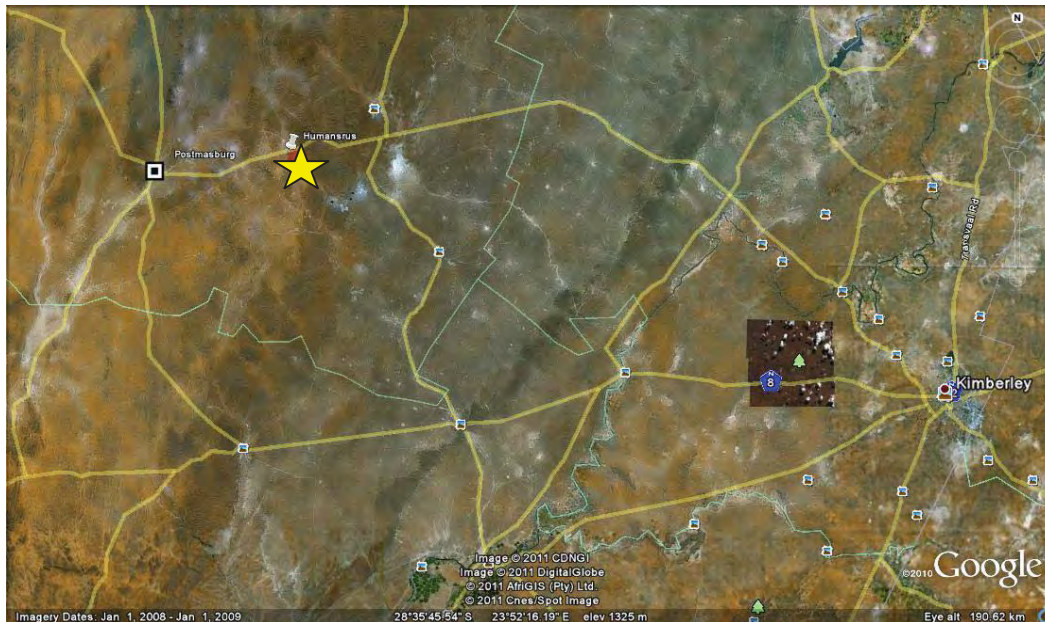 N
Humansrus
Postmasburg
Transvaal Rd
N
8
Kimberley
Image © 2011 CDNGI
Image © 2011 DigitalGlobe
© 2011 AfriGIS (Pty) Ltd.
© 2011 Cnes/Spot Image
©2010 Google
Imagery Dates: Jan 1, 2008 - Jan 1, 2009
28°35'45.54" S 23°52'16.19" E elev 1325 m
Eye alt 190.62 km